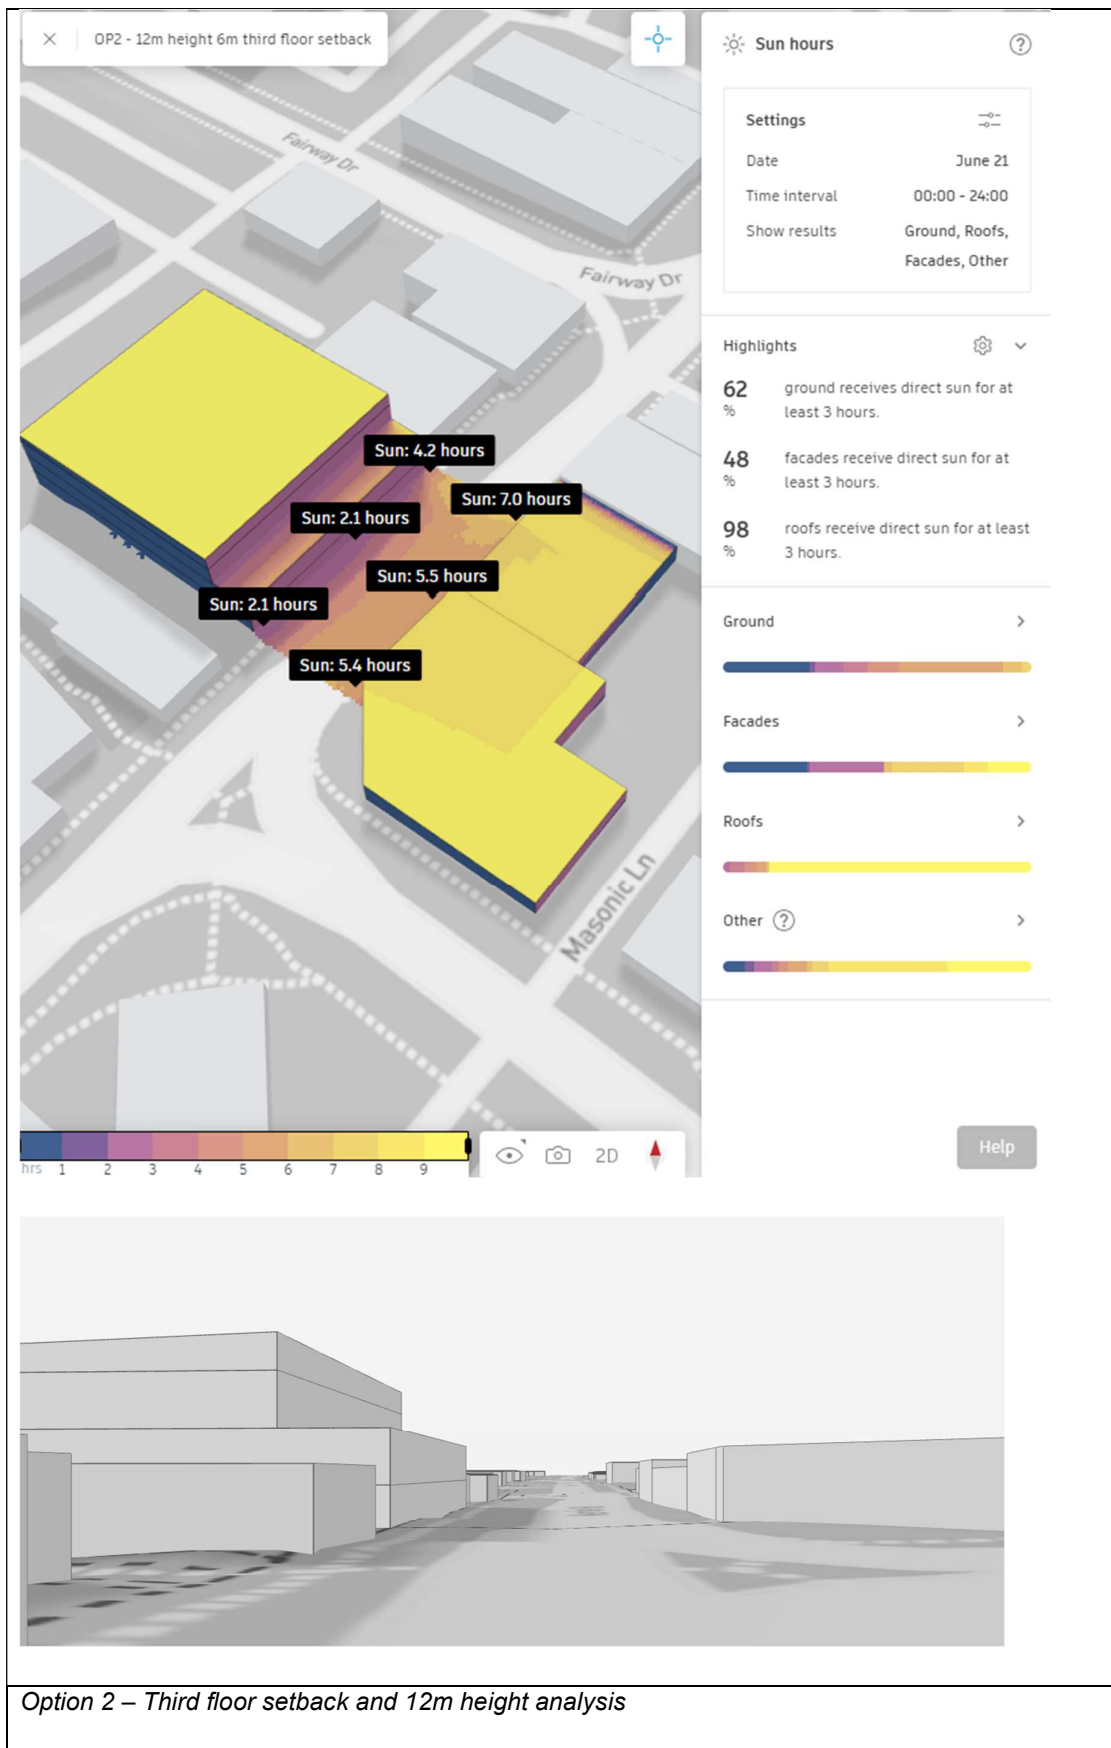 OP2 - 12m height 6m third floor setback
Fairway Dr
Fairway Dr
Sun: 4.2 hours
Sun: 7.0 hours
Sun: 2.1 hours
Sun: 5.5 hours
Sun: 2.1 hours
Sun: 5.4 hours
Masonic Ln
hrs 1 2 3 4 5 6 7 8 9
2D
Sun hours
?
Settings
Date June 21
Time interval 00:00 - 24:00
Show results Ground, Roofs,
Facades, Other
Highlights
62 ground receives direct sun for at
% least 3 hours.
48 facades receive direct sun for at
% least 3 hours.
98 roofs receive direct sun for at least
% 3 hours.
Ground
Facades
Roofs
Other ?
Help
Option 2 – Third floor setback and 12m height analysis